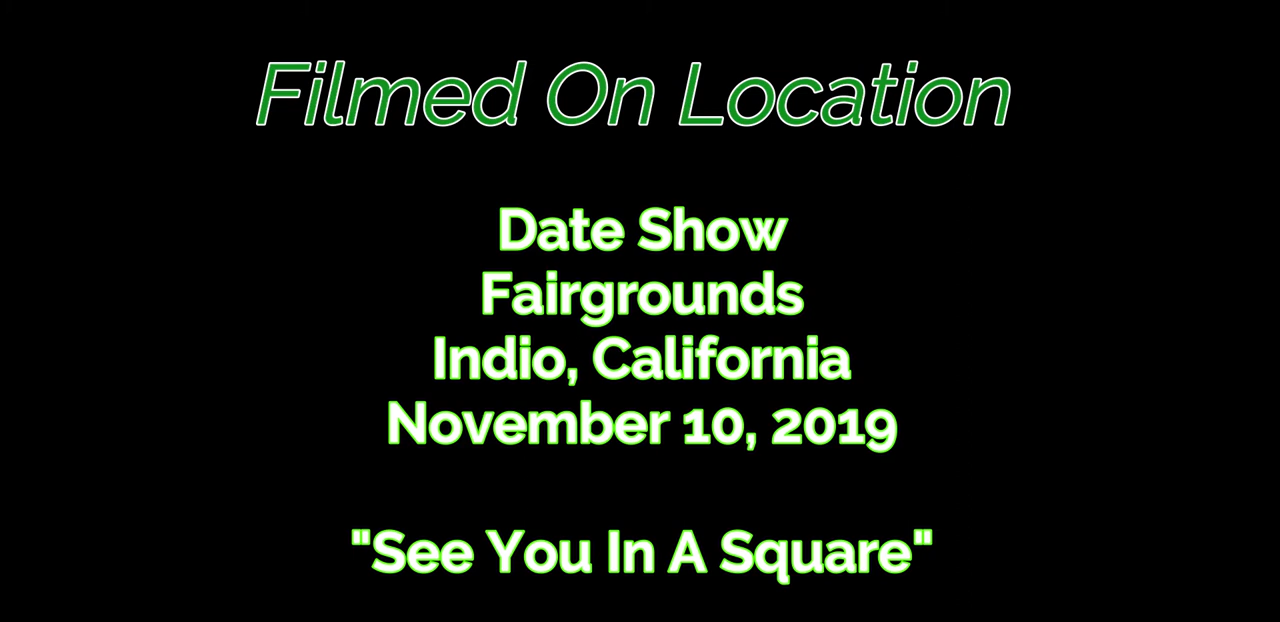 Filmed On Location
Date Show
Fairgrounds
Indio, California
November 10, 2019
"See You In A Square"